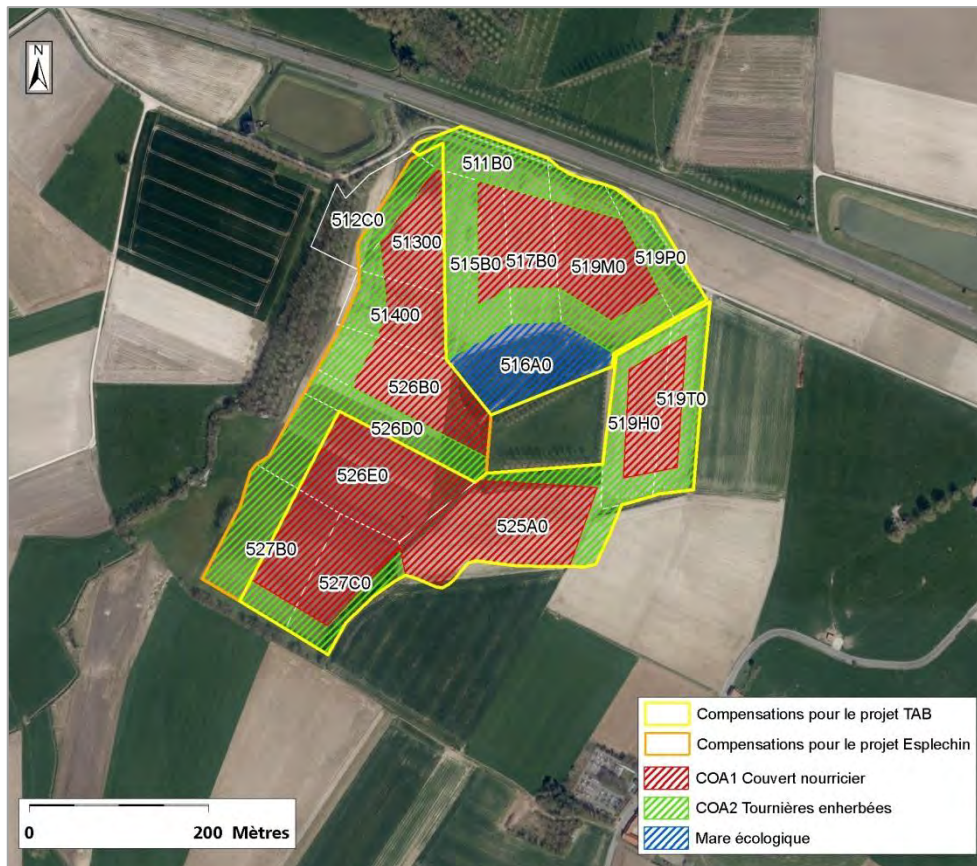 N
511B0
512C0
51300
515B0
517B0
519M0
519P0
51400
516A0
526B0
519T0
519H0
526D0
526E0
525A0
527B0
527C0
Compensations pour le projet TAB
Compensations pour le projet Esplechin
COA1 Couvert nourricier
COA2 Tournières enherbées
Mare écologique
0 200 Mètres